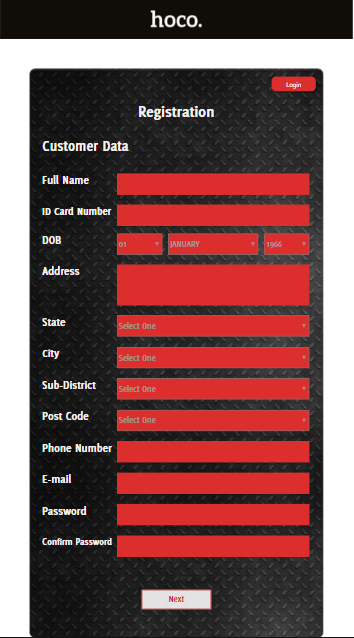 hoco.
Login
Registration
Customer Data
Full Name
ID Card Number
DOB 01 JANUARY 1966
Address
State Select One
City Select One
Sub-District Select One
Post Code Select One
Phone Number
E-mail
Password
Confirm Password
Next